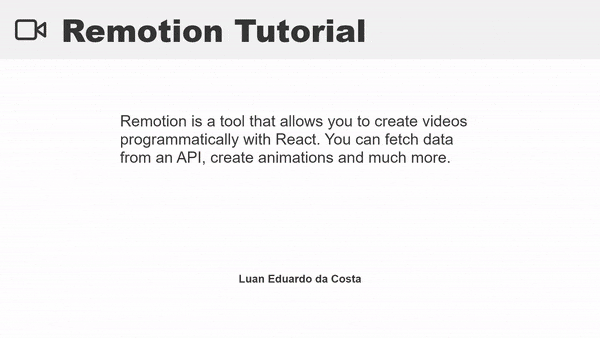 Remotion Tutorial
Remotion is a tool that allows you to create videos
programmatically with React. You can fetch data
from an API, create animations and much more.
Luan Eduardo da Costa